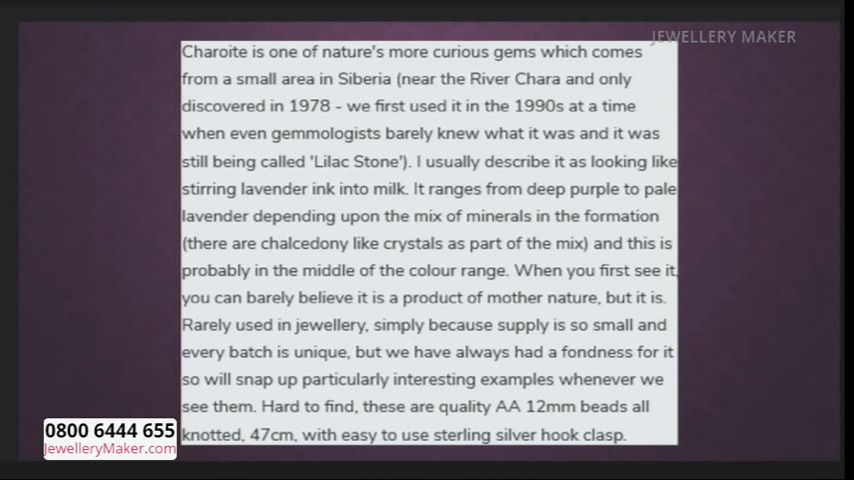 JEWELLERY MAKER
Charoite is one of nature's more curious gems which comes
from a small area in Siberia (near the River Chara and only
discovered in 1978 - we first used it in the 1990s at a time
when even gemmologists barely knew what it was and it was
still being called 'Lilac Stone'). I usually describe it as looking like
stirring lavender ink into milk. It ranges from deep purple to pale
lavender depending upon the mix of minerals in the formation
(there are chalcedony like crystals as part of the mix) and this is
probably in the middle of the colour range. When you first see it,
you can barely believe it is a product of mother nature, but it is.
Rarely used in jewellery, simply because supply is so small and
every batch is unique, but we have always had a fondness for it
so will snap up particularly interesting examples whenever we
see them. Hard to find, these are quality AA 12mm beads all
knotted, 47cm, with easy to use sterling silver hook clasp.
0800 6444 655
JewelleryMaker.com